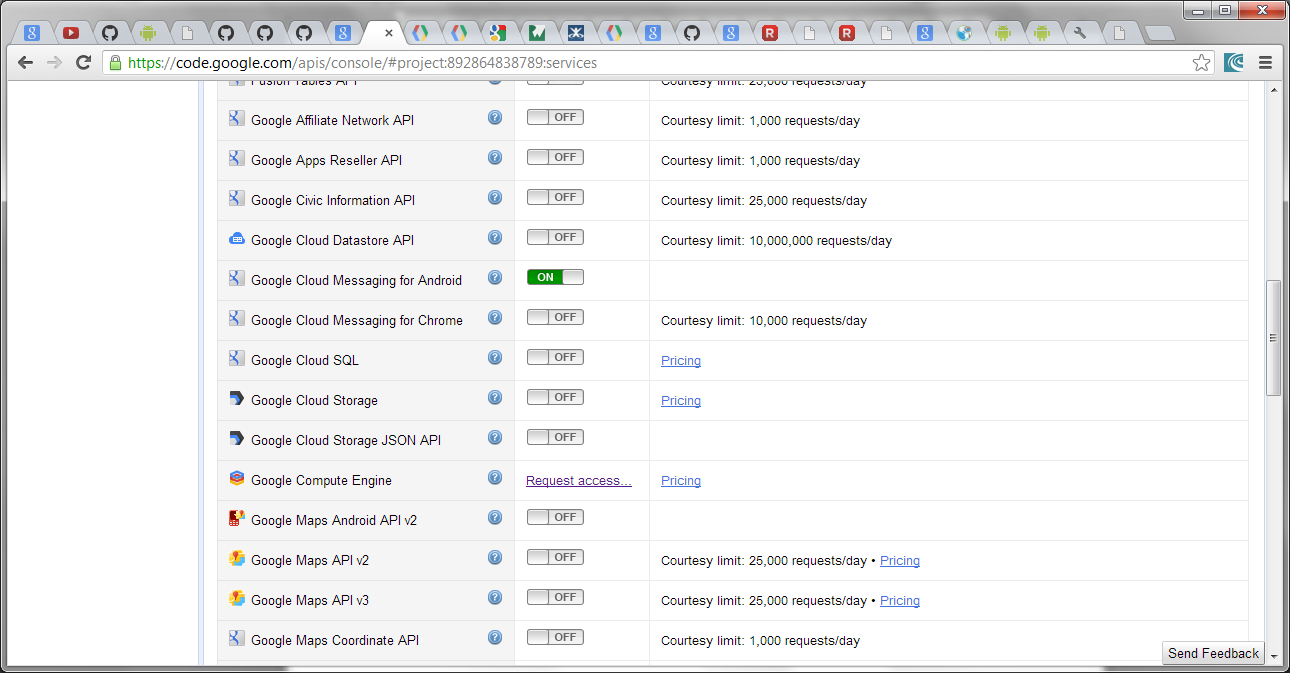 https://code.google.com/apis/console/#project:892864838789:services
Fusion Tables API 25,000 requests/day
Google Affiliate Network API ? OFF Courtesy limit: 1,000 requests/day
Google Apps Reseller API ? OFF Courtesy limit: 1,000 requests/day
Google Civic Information API ? OFF Courtesy limit: 25,000 requests/day
Google Cloud Datastore API ? OFF Courtesy limit: 10,000,000 requests/day
Google Cloud Messaging for Android ? ON
Google Cloud Messaging for Chrome ? OFF Courtesy limit: 10,000 requests/day
Google Cloud SQL ? OFF Pricing
Google Cloud Storage ? OFF Pricing
Google Cloud Storage JSON API ? OFF
Google Compute Engine ? Request access... Pricing
Google Maps Android API v2 ? OFF
Google Maps API v2 ? OFF Courtesy limit: 25,000 requests/day • Pricing
Google Maps API v3 ? OFF Courtesy limit: 25,000 requests/day • Pricing
Google Maps Coordinate API ? OFF Courtesy limit: 1,000 requests/day
Send Feedback